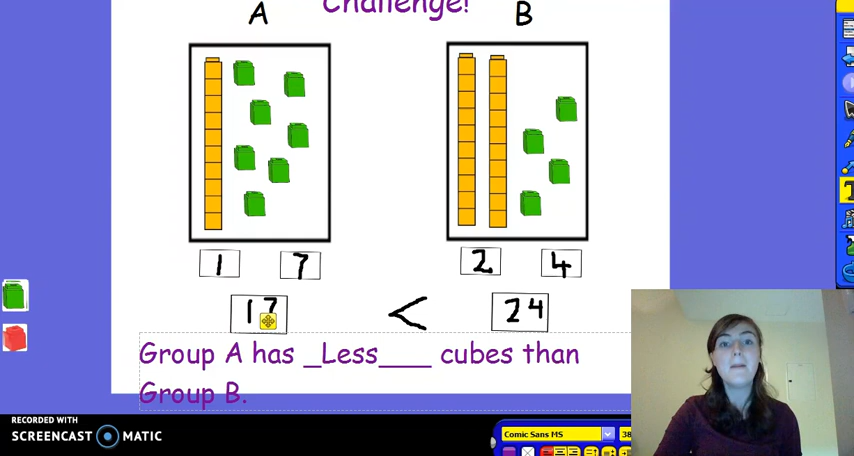 Challenge!
A B
1 7 2 4
17 < 24
Group A has _Less___ cubes than
Group B.
RECORDED WITH
SCREENCAST MATIC
Comic Sans MS 38